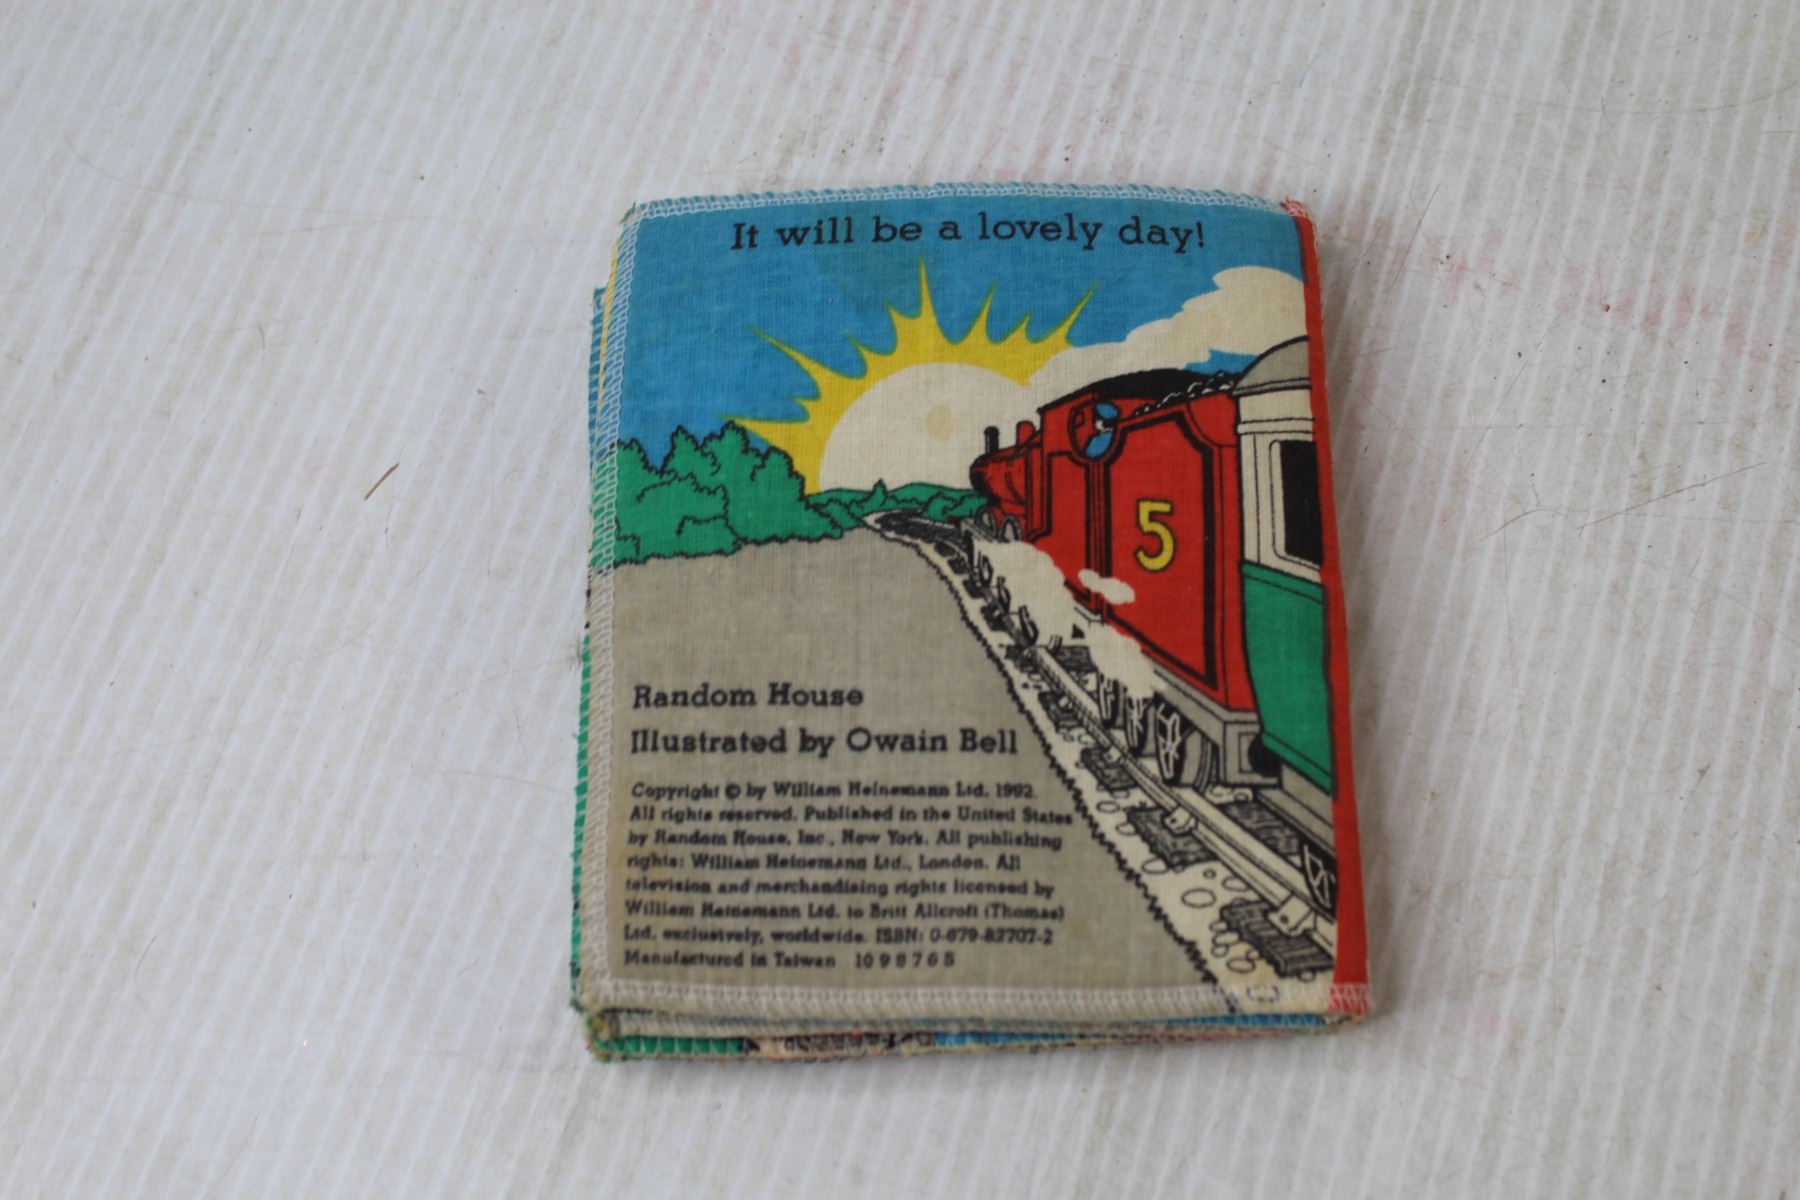 It will be a lovely day!
5
Random House
Illustrated by Owain Bell
Copyright © by William Heinemann Ltd. 1992.
All rights reserved. Published in the United States
by Random House, Inc., New York. All publishing
rights: William Heinemann Ltd., London. All
television and merchandising rights licensed by
William Heinemann Ltd. to Britt Allcroft (Thomas)
Ltd. exclusively, worldwide. ISBN: 0-679-82707-2
Manufactured in Taiwan 10 9 8 7 6 5